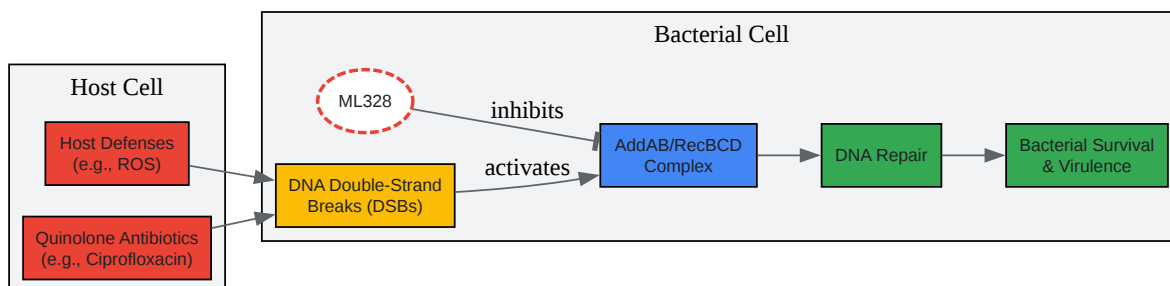 Host Cell
Host Defenses
(e.g., ROS)
Quinolone Antibiotics
(e.g., Ciprofloxacin)
Bacterial Cell
ML328
inhibits
DNA Double-Strand
Breaks (DSBs)
activates
AddAB/RecBCD
Complex
DNA Repair
Bacterial Survival
& Virulence